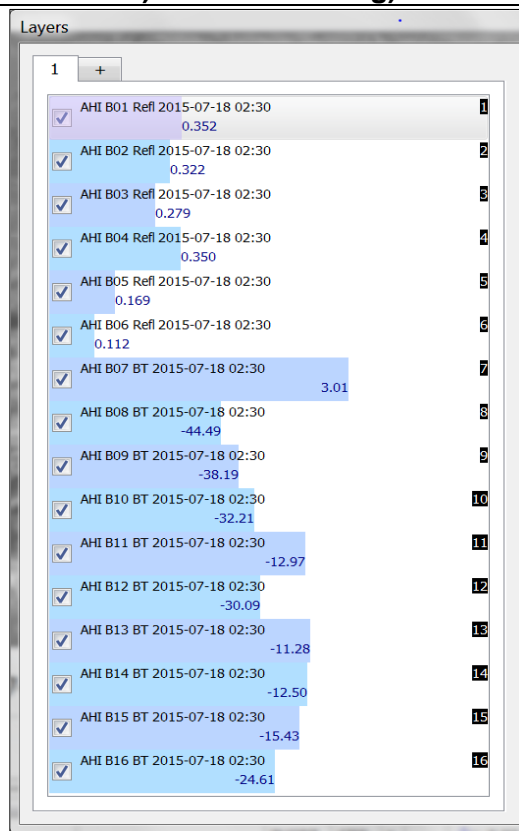 Layers
1 +
AHI B01 Refl 2015-07-18 02:30 1
0.352
AHI B02 Refl 2015-07-18 02:30 2
0.322
AHI B03 Refl 2015-07-18 02:30 3
0.279
AHI B04 Refl 2015-07-18 02:30 4
0.350
AHI B05 Refl 2015-07-18 02:30 5
0.169
AHI B06 Refl 2015-07-18 02:30 6
0.112
AHI B07 BT 2015-07-18 02:30 7
3.01
AHI B08 BT 2015-07-18 02:30 8
-44.49
AHI B09 BT 2015-07-18 02:30 9
-38.19
AHI B10 BT 2015-07-18 02:30 10
-32.21
AHI B11 BT 2015-07-18 02:30 11
-12.97
AHI B12 BT 2015-07-18 02:30 12
-30.09
AHI B13 BT 2015-07-18 02:30 13
-11.28
AHI B14 BT 2015-07-18 02:30 14
-12.50
AHI B15 BT 2015-07-18 02:30 15
-15.43
AHI B16 BT 2015-07-18 02:30 16
-24.61